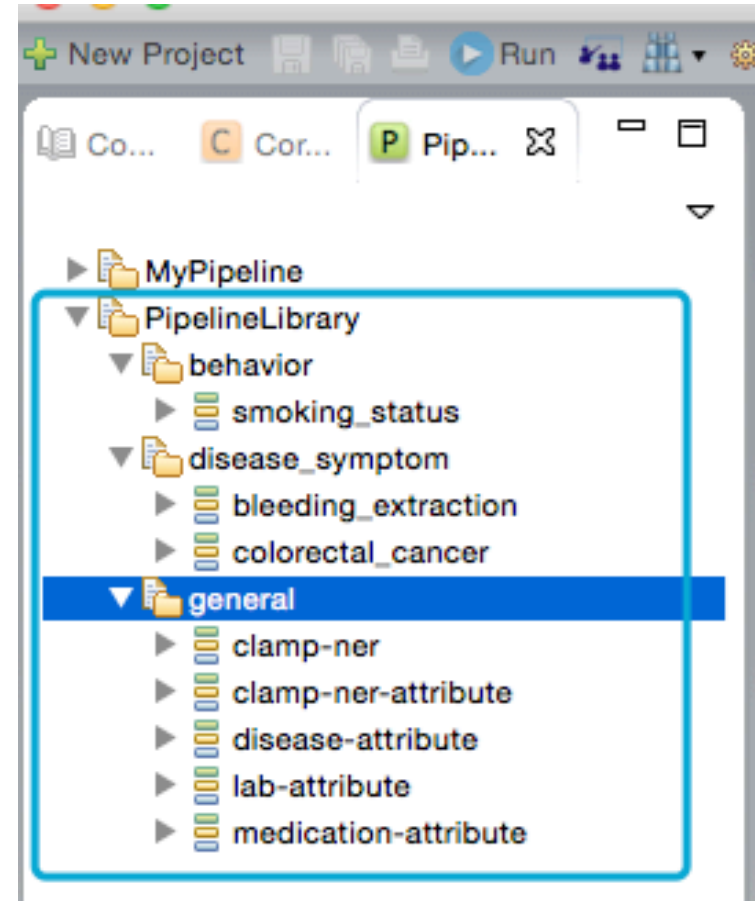 New Project Run
Co... C Cor... P Pip...
MyPipeline
PipelineLibrary
behavior
smoking_status
disease_symptom
bleeding_extraction
colorectal_cancer
general
clamp-ner
clamp-ner-attribute
disease-attribute
lab-attribute
medication-attribute